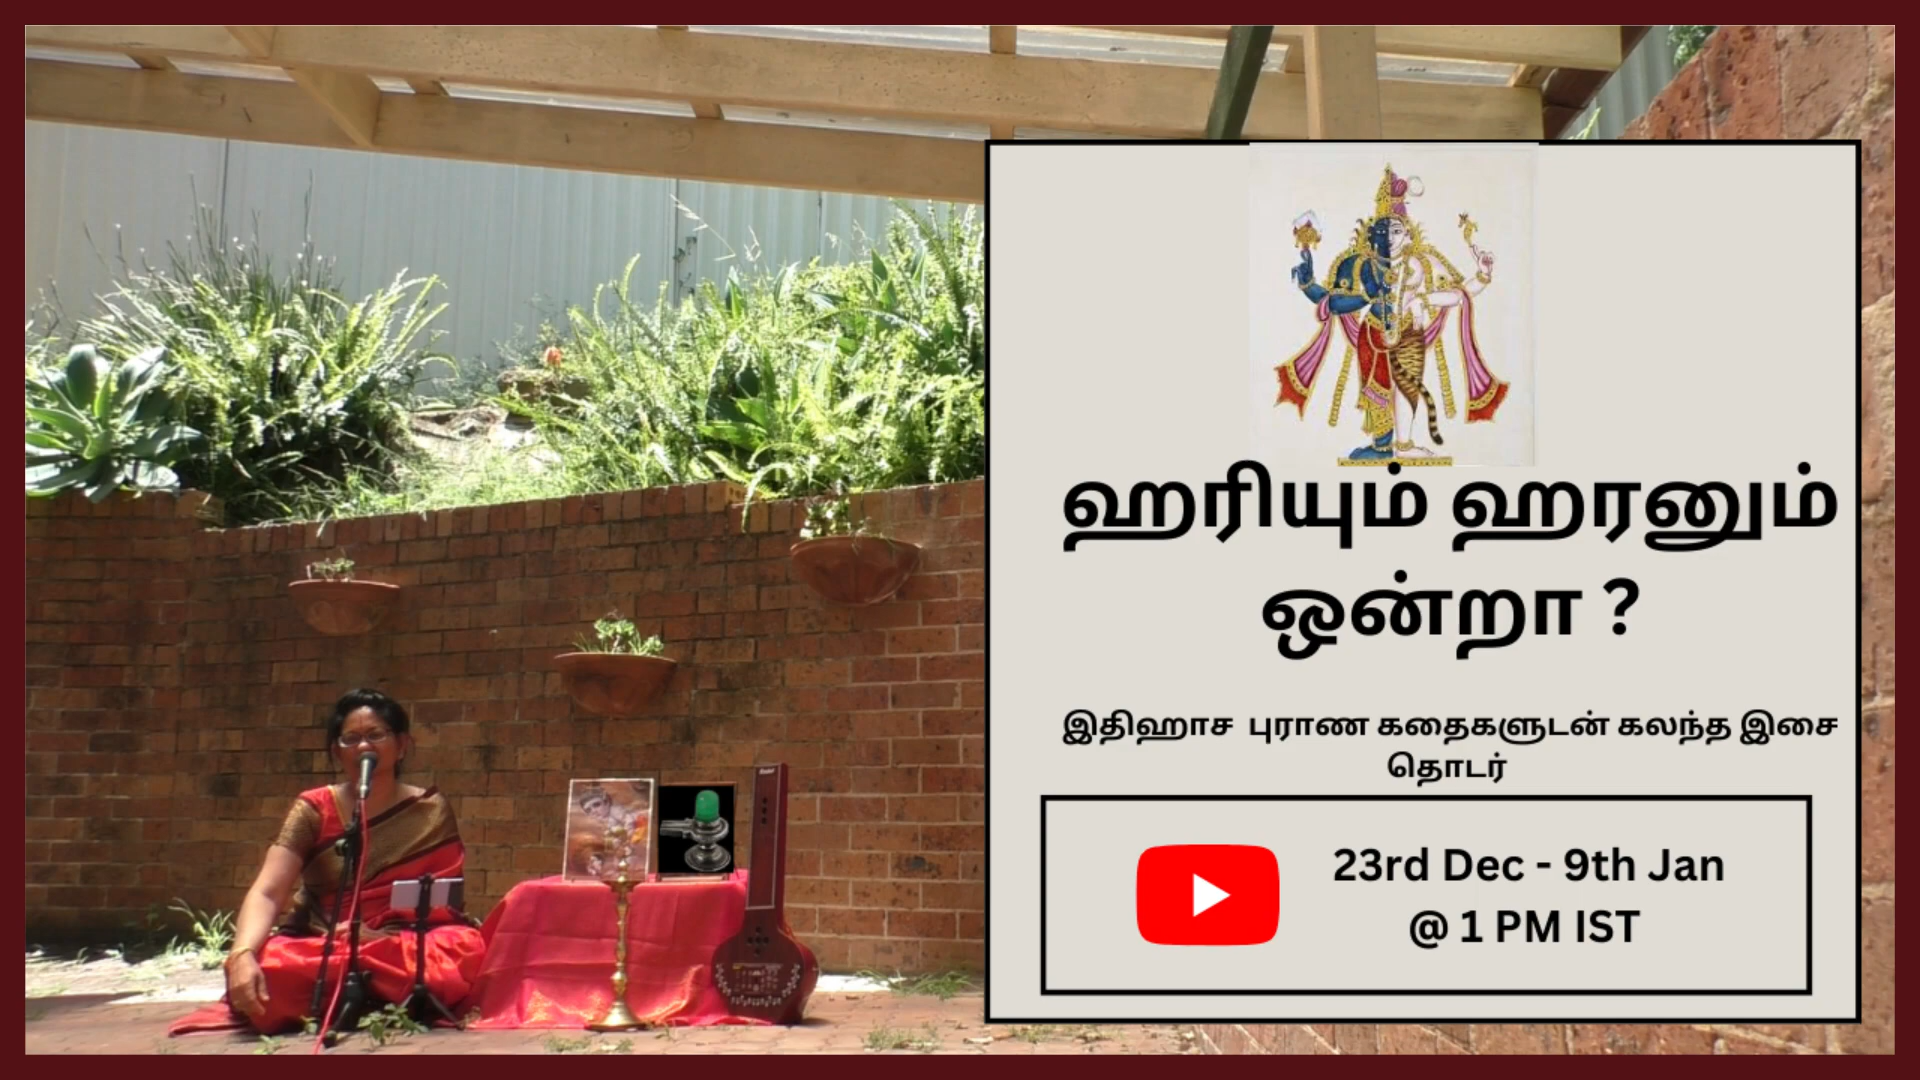 ஹரியும் ஹரனும்
ஒன்றா ?
இதிஹாச புராண கதைகளுடன் கலந்த இசை
தொடர்
23rd Dec - 9th Jan
@ 1 PM IST